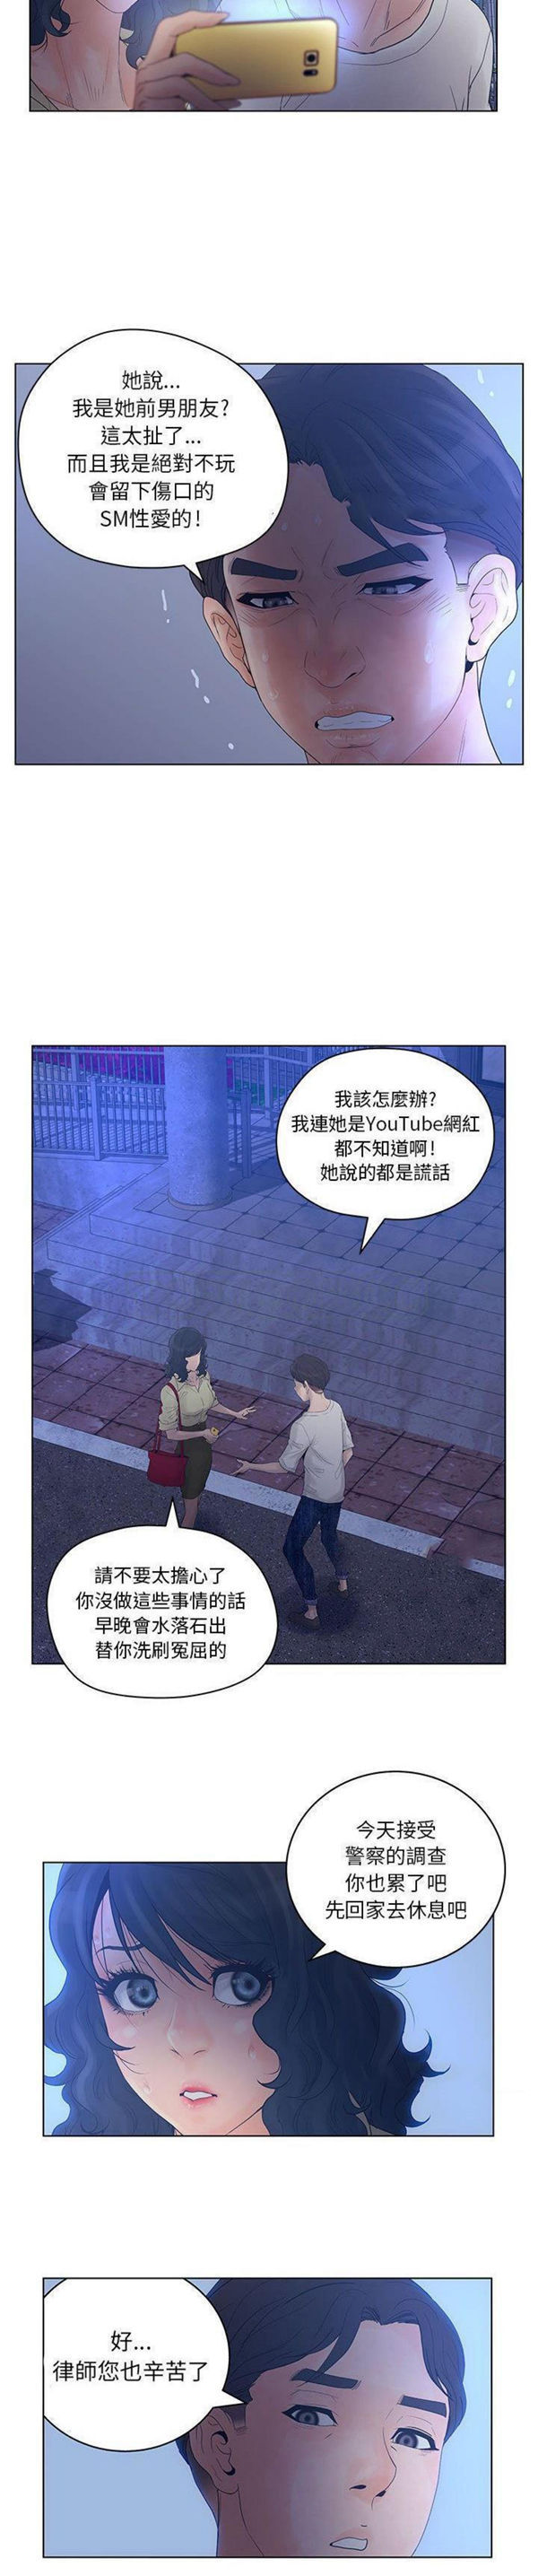 她說...
我是她前男朋友?
這太扯了...
而且我是絕對不玩
會留下傷口的
SM性愛的!
我該怎麼辦?
我連她是YouTube網紅
都不知道啊!
她說的都是謊話
請不要太擔心了
你沒做這些事情的話
早晚會水落石出
替你洗刷冤屈的
今天接受
警察的調查
你也累了吧
先回家去休息吧
好...
律師您也辛苦了